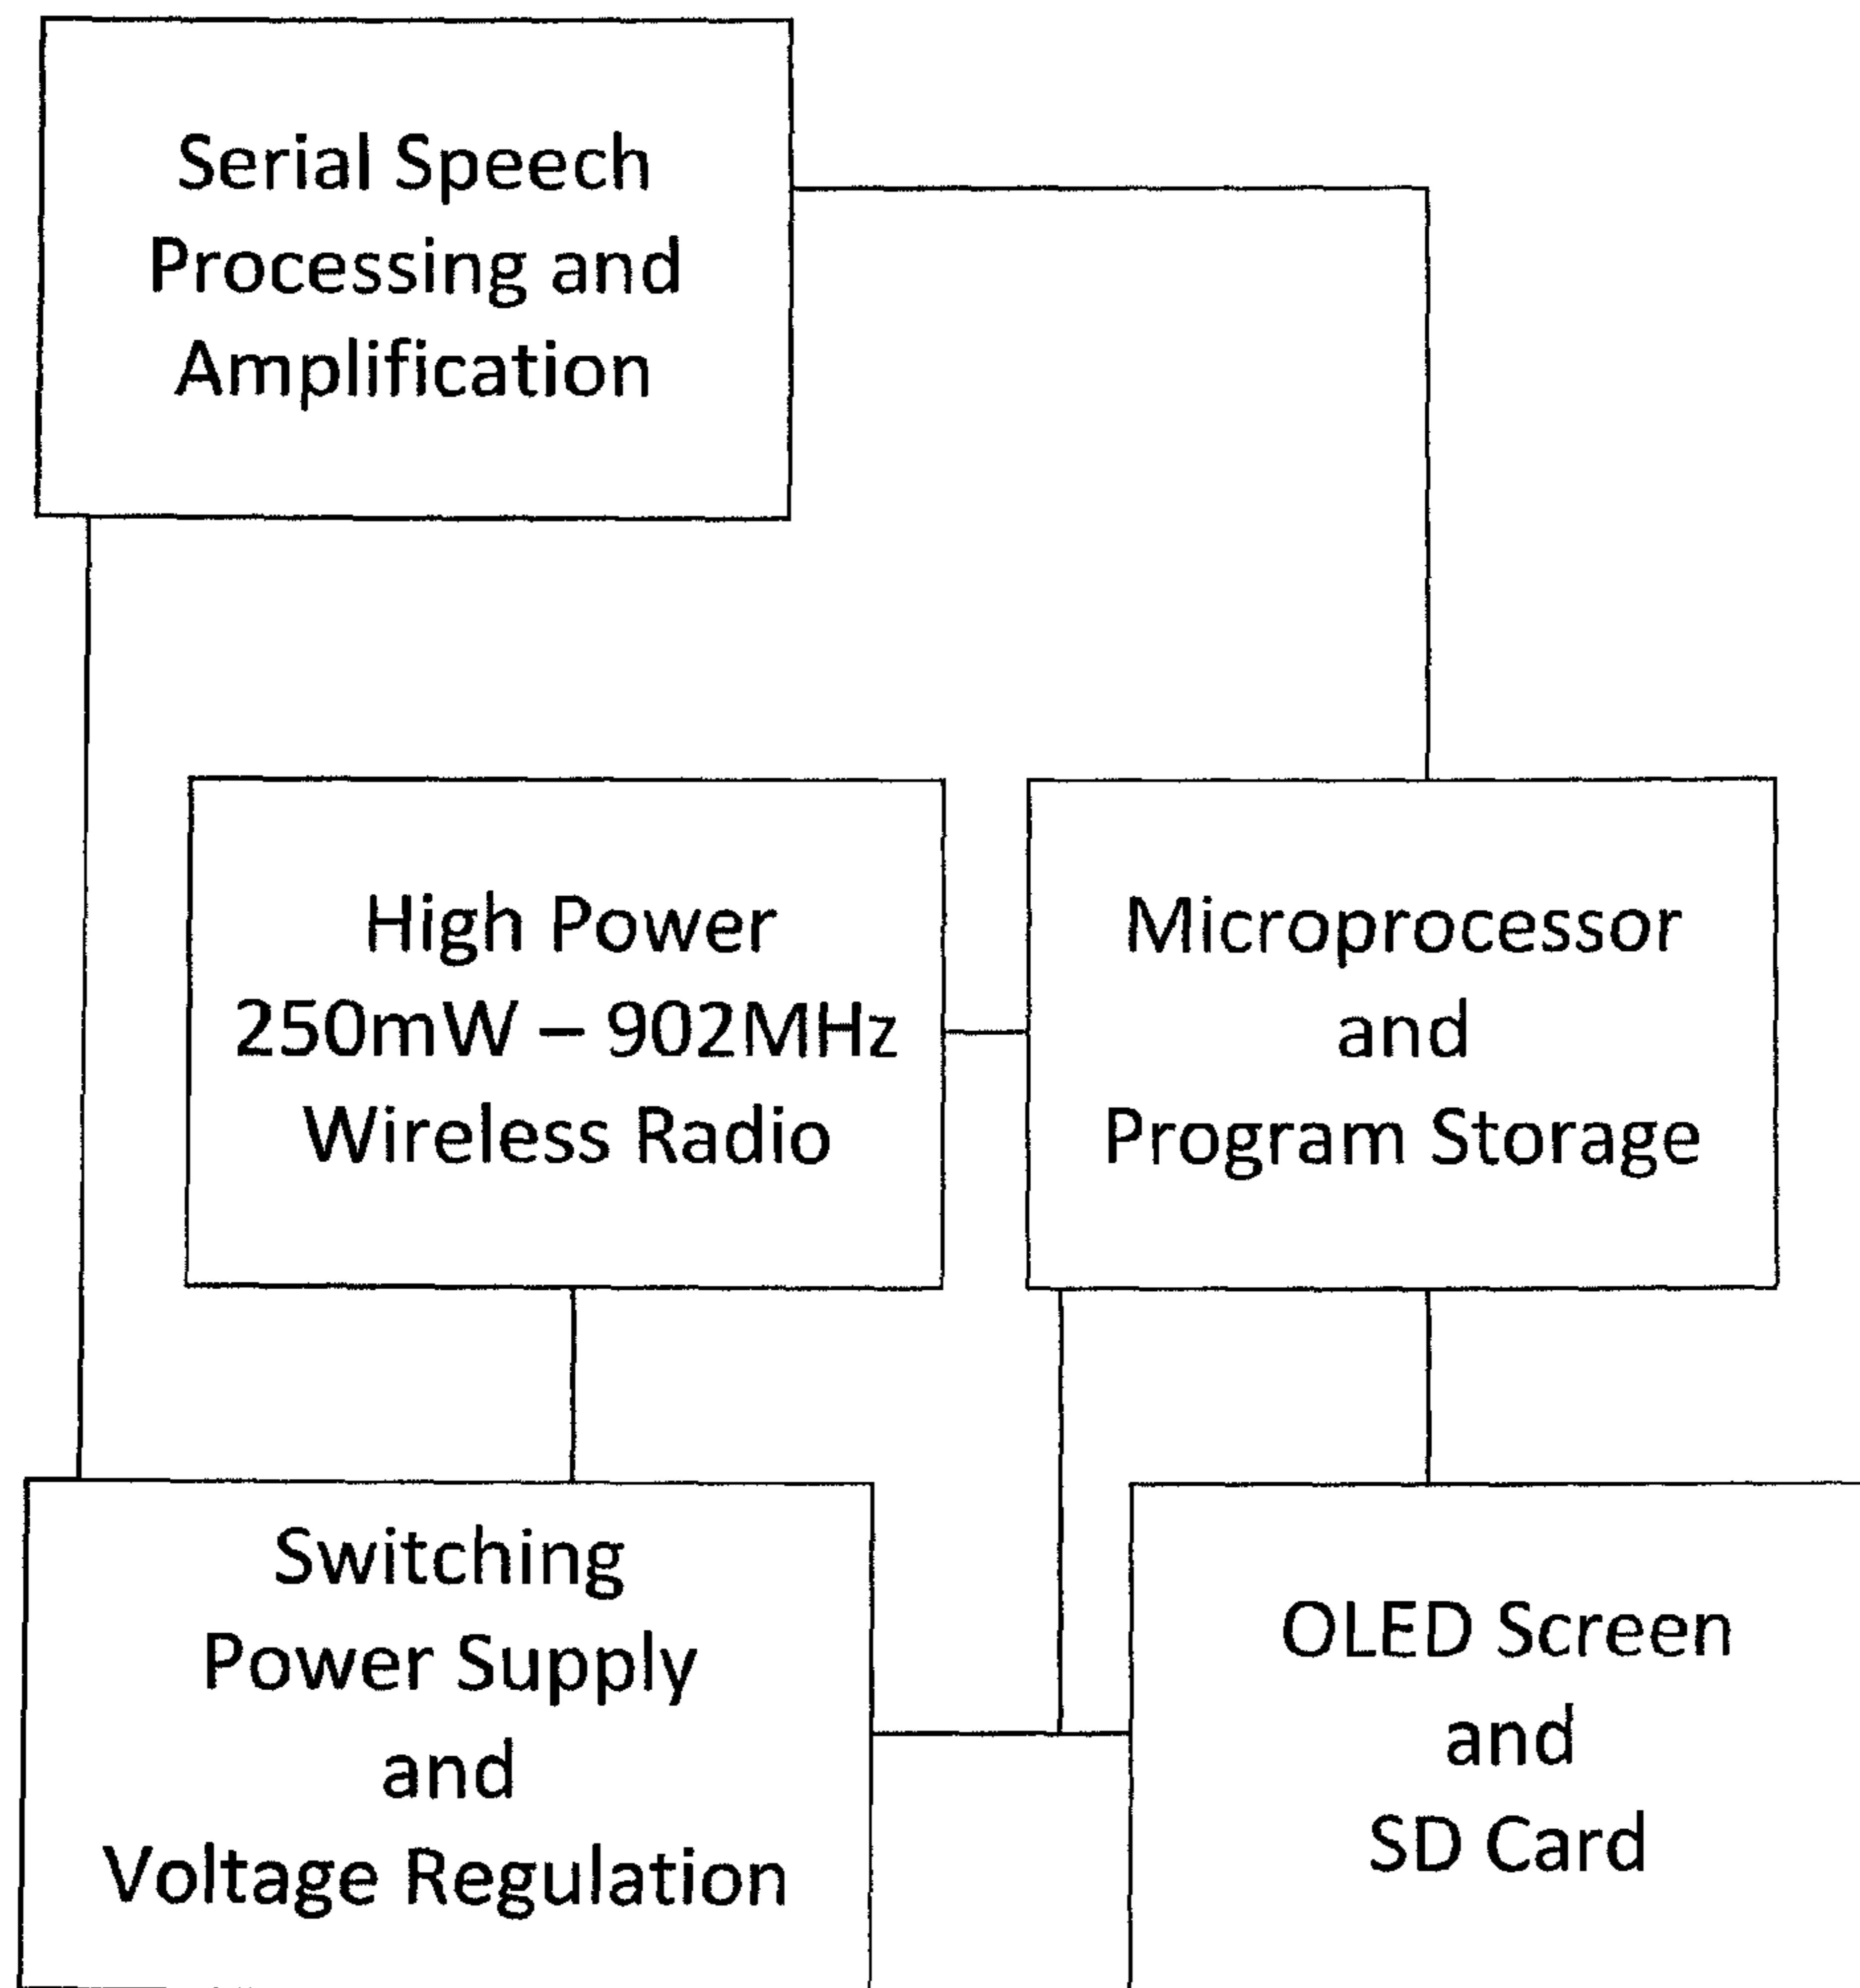 Serial Speech
Processing and
Amplification
High Power
250mW – 902MHz
Wireless Radio
Microprocessor
and
Program Storage
Switching
Power Supply
and
Voltage Regulation
OLED Screen
and
SD Card